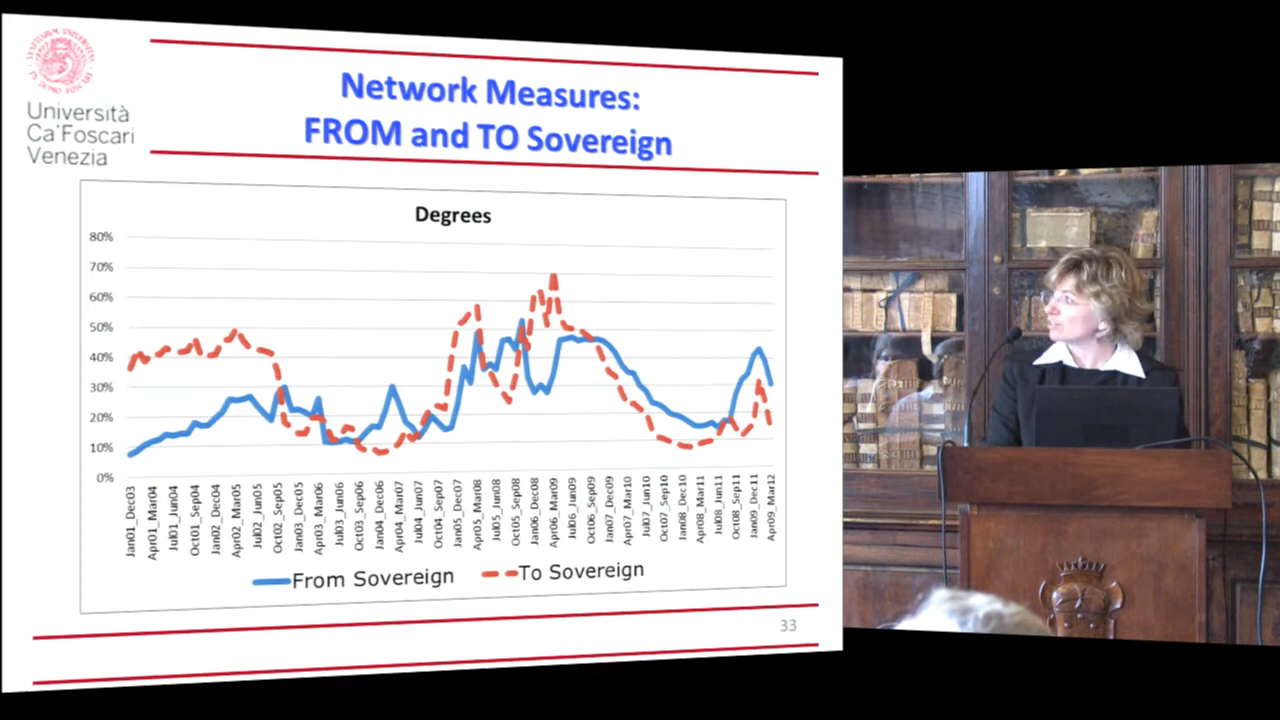 Università
Ca'Foscari
Venezia
Network Measures:
FROM and TO Sovereign
Degrees
80%
70%
60%
50%
40%
30%
20%
10%
0%
Jan01_Dec03
Apr01_Mar04
Jul01_Jun04
Oct01_Sep04
Jan02_Dec04
Apr02_Mar05
Jul02_Jun05
Oct02_Sep05
Jan03_Dec05
Apr03_Mar06
Jul03_Jun06
Oct03_Sep06
Jan04_Dec06
Apr04_Mar07
Jul04_Jun07
Oct04_Sep07
Jan05_Dec07
Apr05_Mar08
Jul05_Jun08
Oct05_Sep08
Jan06_Dec08
Apr06_Mar09
Jul06_Jun09
Oct06_Sep09
Jan07_Dec09
Apr07_Mar10
Jul07_Jun10
Oct07_Sep10
Jan08_Dec10
Apr08_Mar11
Jul08_Jun11
Oct08_Sep11
Jan09_Dec11
Apr09_Mar12
From Sovereign
To Sovereign
33